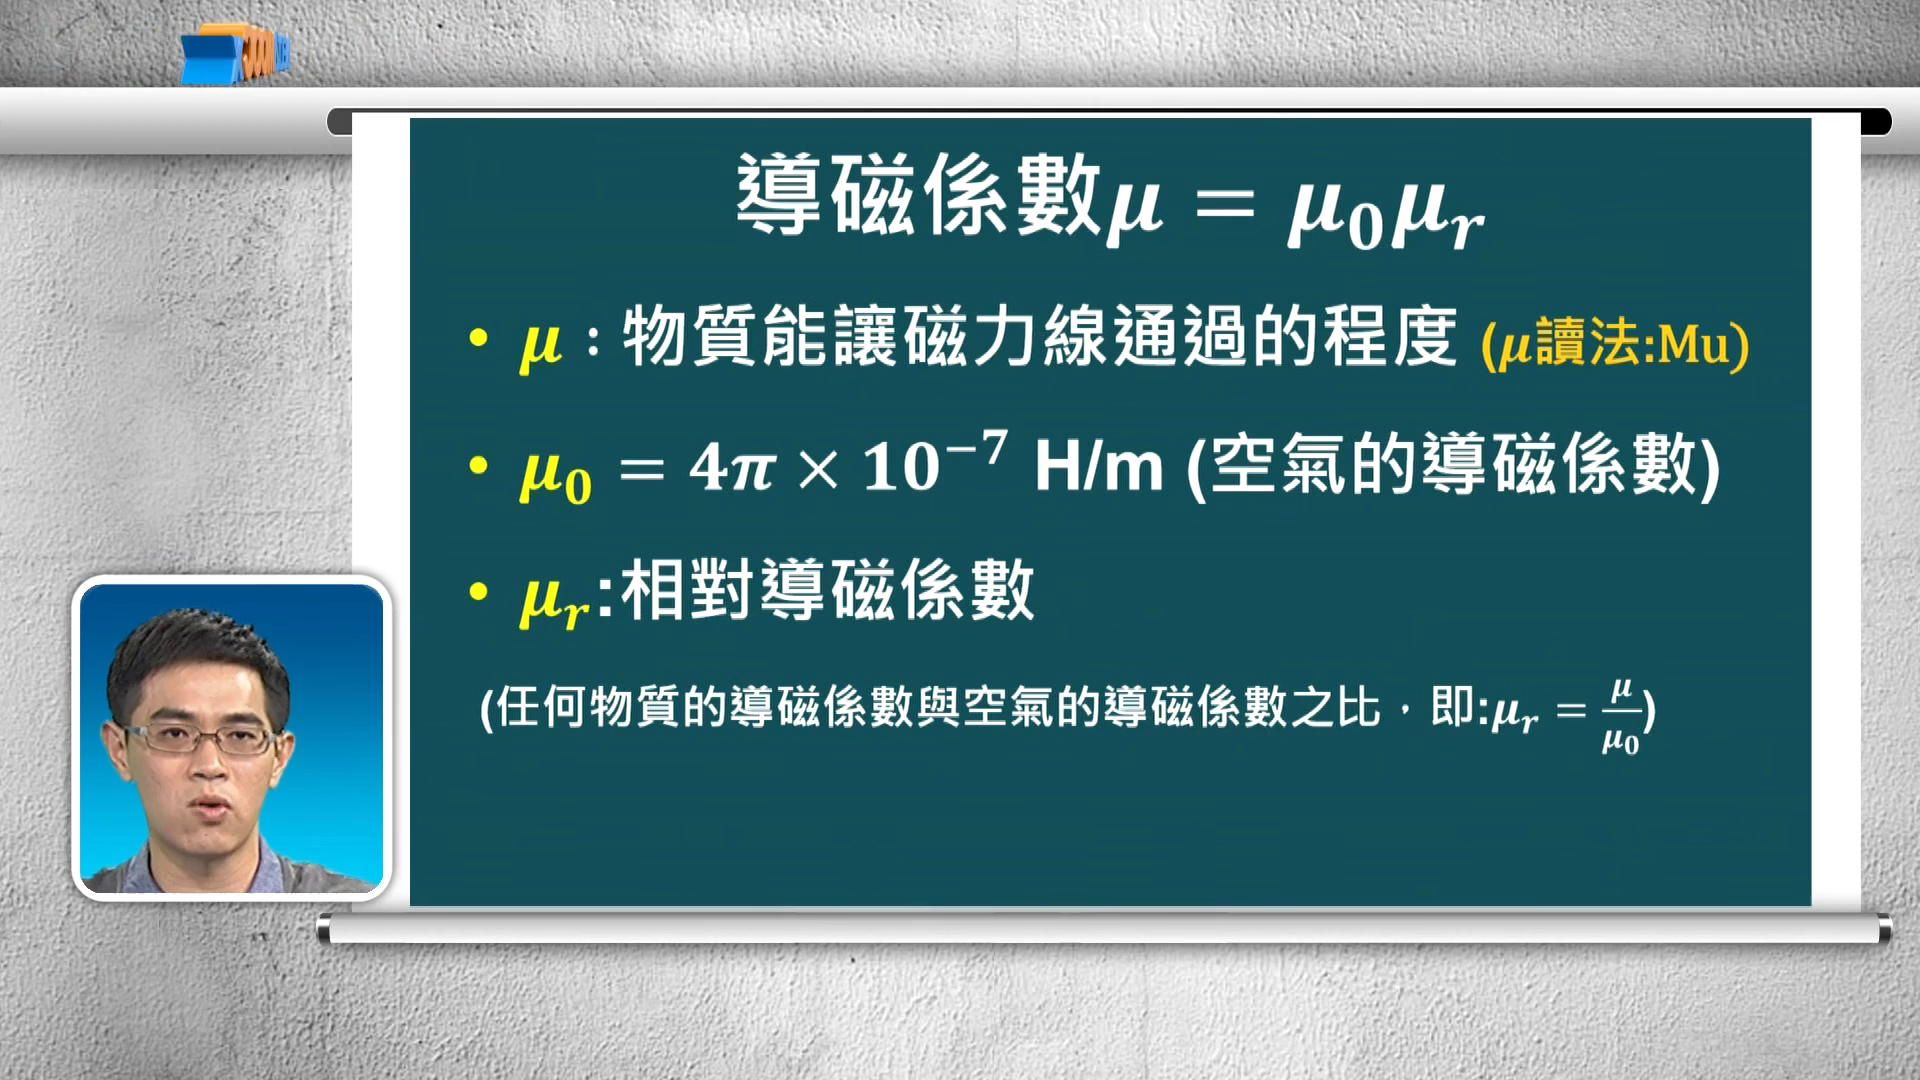 導磁係數μ = μ₀μᵣ
• μ : 物質能讓磁力線通過的程度 (μ讀法:Mu)
• μ₀ = 4π × 10⁻⁷ H/m (空氣的導磁係數)
• μᵣ:相對導磁係數
(任何物質的導磁係數與空氣的導磁係數之比，即:μᵣ = μ/μ₀)